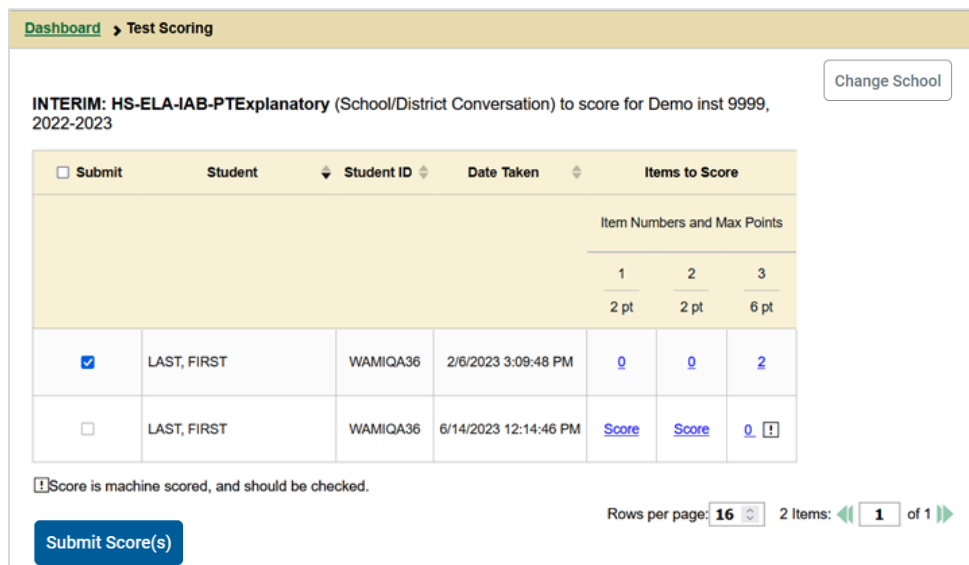 Dashboard › Test Scoring
Change School
INTERIM: HS-ELA-IAB-PTExplanatory (School/District Conversation) to score for Demo inst 9999,
2022-2023
Submit Student Student ID Date Taken Items to Score
Item Numbers and Max Points
1 2 3
2 pt 2 pt 6 pt
LAST, FIRST WAMIQA36 2/6/2023 3:09:48 PM 0 0 2
LAST, FIRST WAMIQA36 6/14/2023 12:14:46 PM Score Score 0 !
! Score is machine scored, and should be checked.
Rows per page: 16 2 Items: 1 of 1
Submit Score(s)